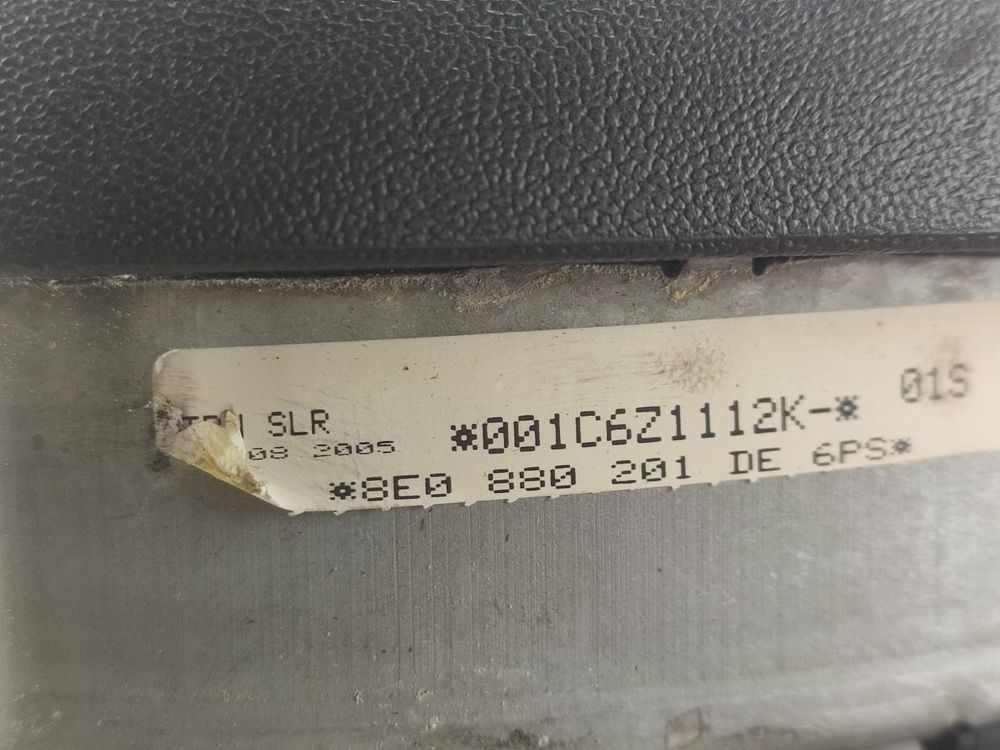 SLR
08 2005
*001C6Z1112K-*
01S
*8E0 880 201 DE 6PS*